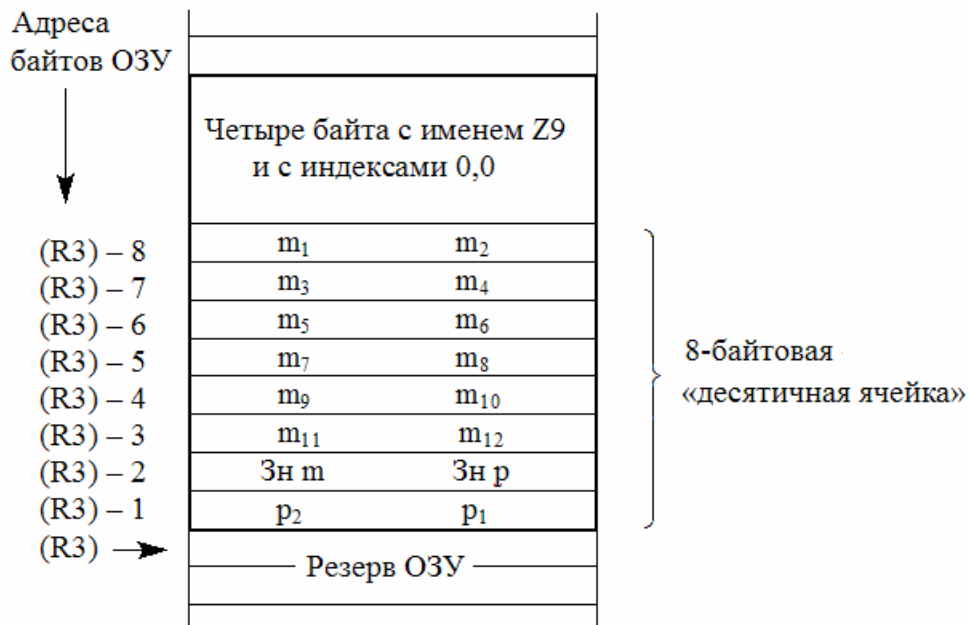 Адреса
байтов ОЗУ
Четыре байта с именем Z9
и с индексами 0,0
(R3) – 8 m₁ m₂
(R3) – 7 m₃ m₄
(R3) – 6 m₅ m₆
(R3) – 5 m₇ m₈
(R3) – 4 m₉ m₁₀
(R3) – 3 m₁₁ m₁₂
(R3) – 2 Зн m Зн p
(R3) – 1 p₂ p₁
(R3)
Резерв ОЗУ
8-байтовая
«десятичная ячейка»